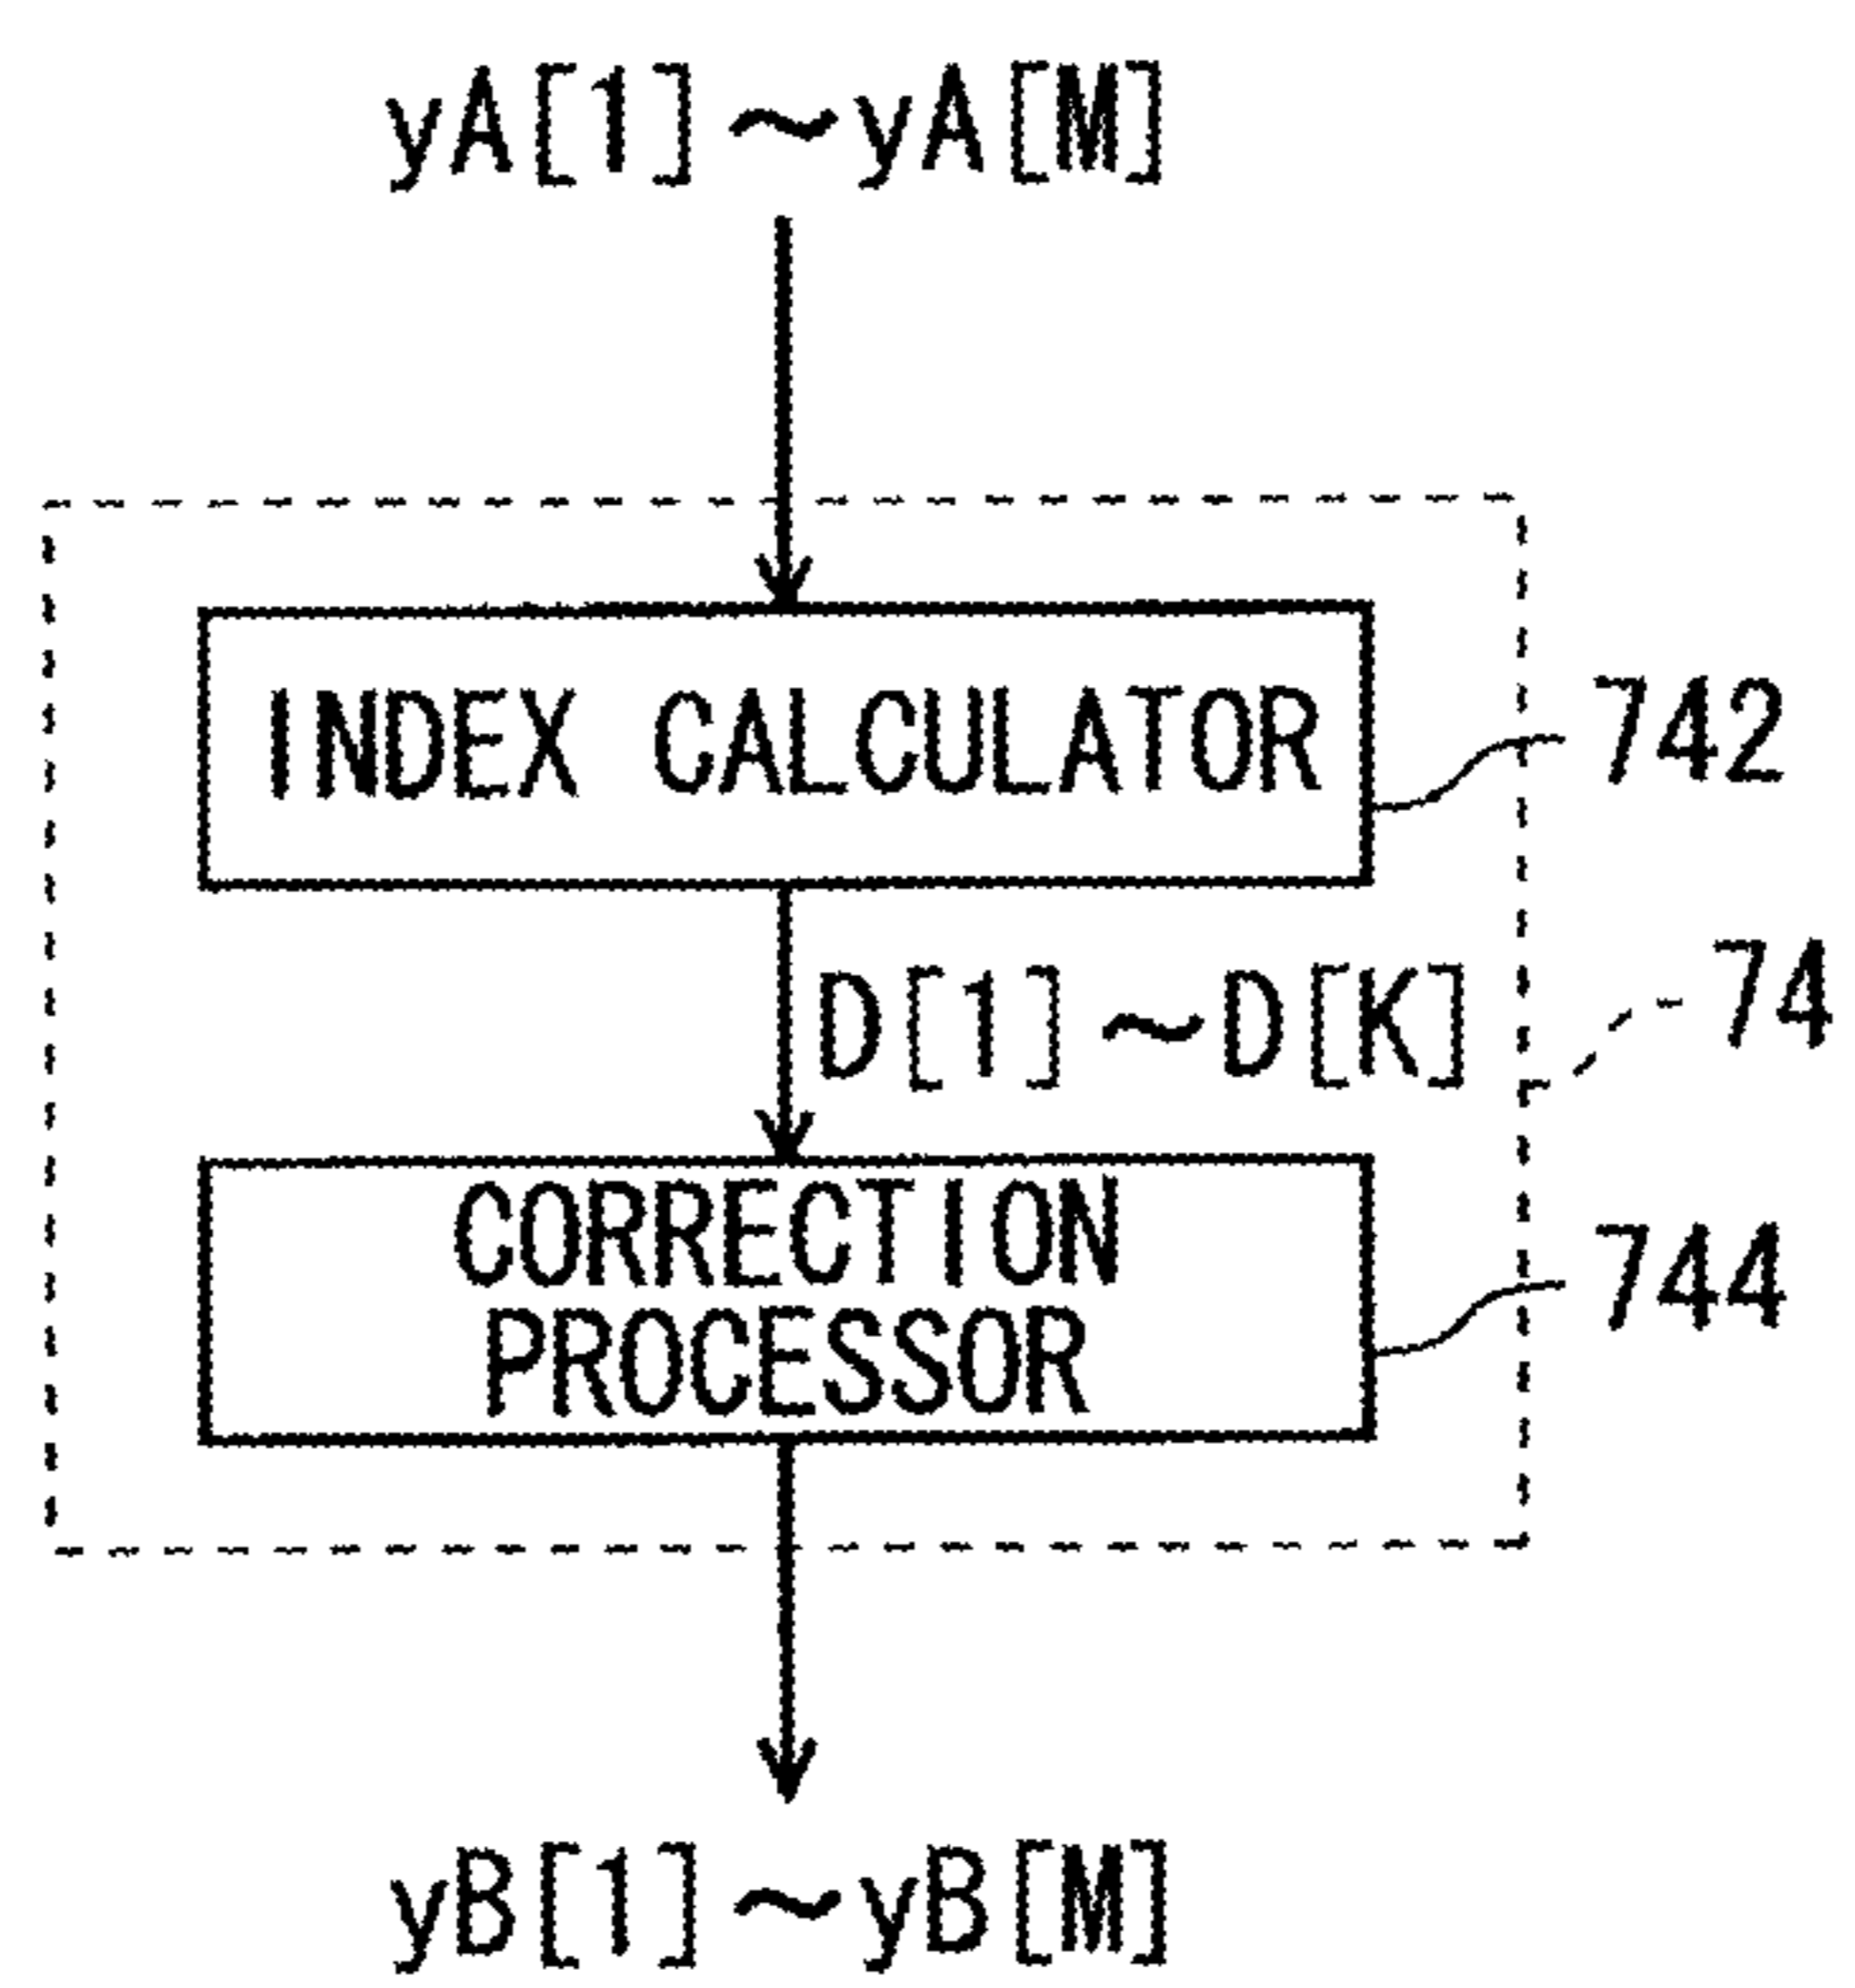 yA[1]～yA[M]
INDEX CALCULATOR
742
D[1]～D[K]
74
CORRECTION
PROCESSOR
744
yB[1]～yB[M]